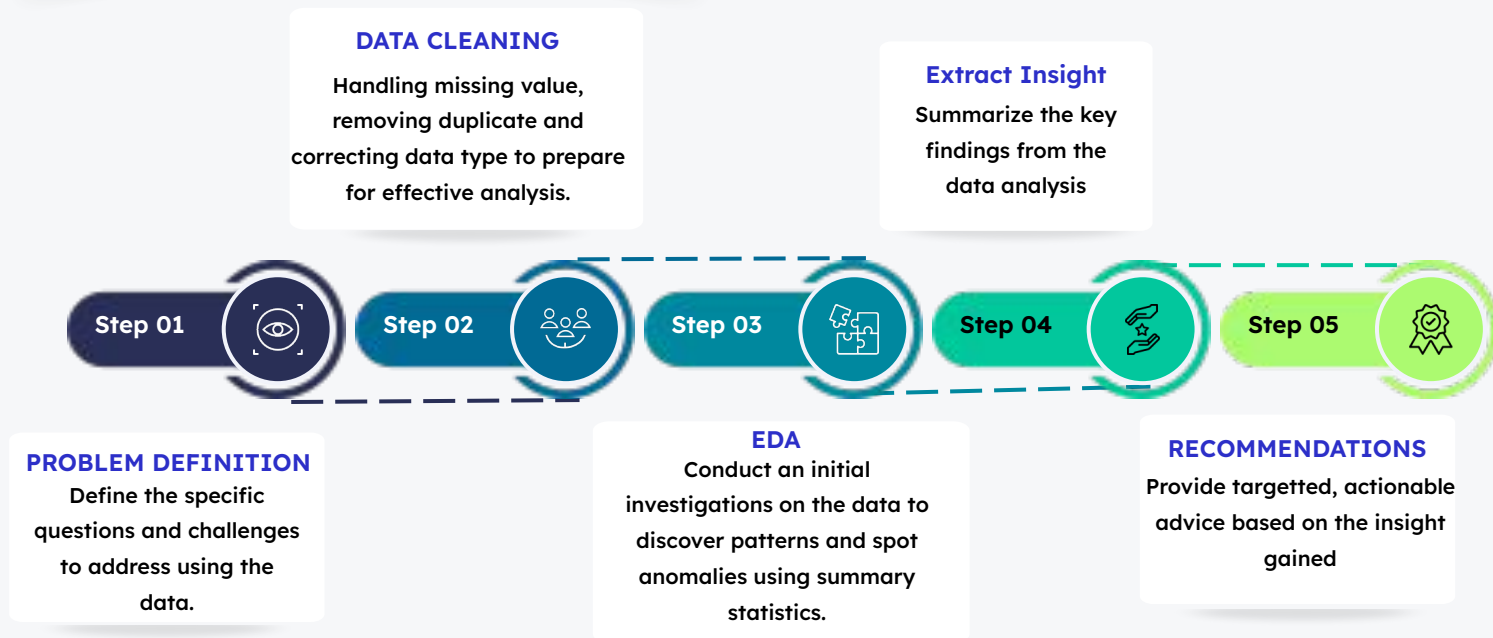 DATA CLEANING
Handling missing value,
removing duplicate and
correcting data type to prepare
for effective analysis.
Extract Insight
Summarize the key
findings from the
data analysis
Step 01
Step 02
Step 03
Step 04
Step 05
PROBLEM DEFINITION
Define the specific
questions and challenges
to address using the
data.
EDA
Conduct an initial
investigations on the data to
discover patterns and spot
anomalies using summary
statistics.
RECOMMENDATIONS
Provide targetted, actionable
advice based on the insight
gained